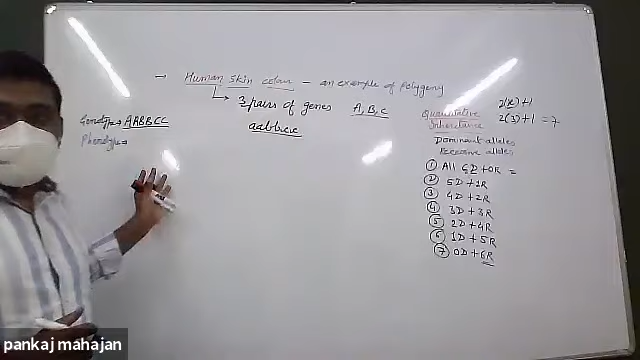 → Human skin colour – an example of polygeny
↳ 3 pairs of genes A, B, C
Genotype → AABBCC
aabbcc
Phenotype →
2(x)+1
Quantitative 2(3)+1 = 7
Inheritance
Dominant alleles
Recessive alleles
① All 6D + 0R =
② 5D + 1R
③ 4D + 2R
④ 3D + 3R
⑤ 2D + 4R
⑥ 1D + 5R
⑦ 0D + 6R
pankaj mahajan